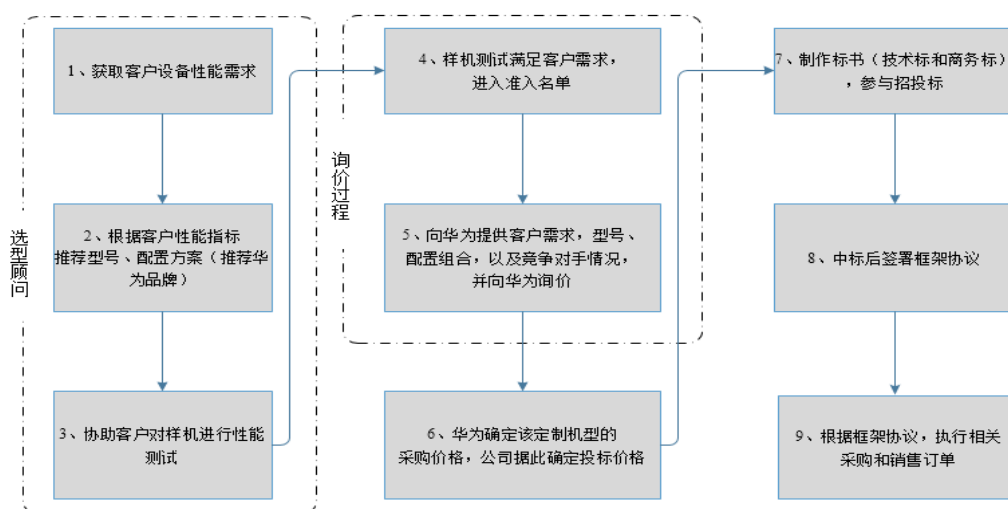 选型顾问
1、获取客户设备性能需求
2、根据客户性能指标
推荐型号、配置方案（推荐华
为品牌）
3、协助客户对样机进行性能
测试
询价过程
4、样机测试满足客户需求，
进入准入名单
5、向华为提供客户需求，型号、
配置组合，以及竞争对手情况，
并向华为询价
6、华为确定该定制机型的
采购价格，公司据此确定投标价格
7、制作标书（技术标和商务标）
，参与招投标
8、中标后签署框架协议
9、根据框架协议，执行相关
采购和销售订单